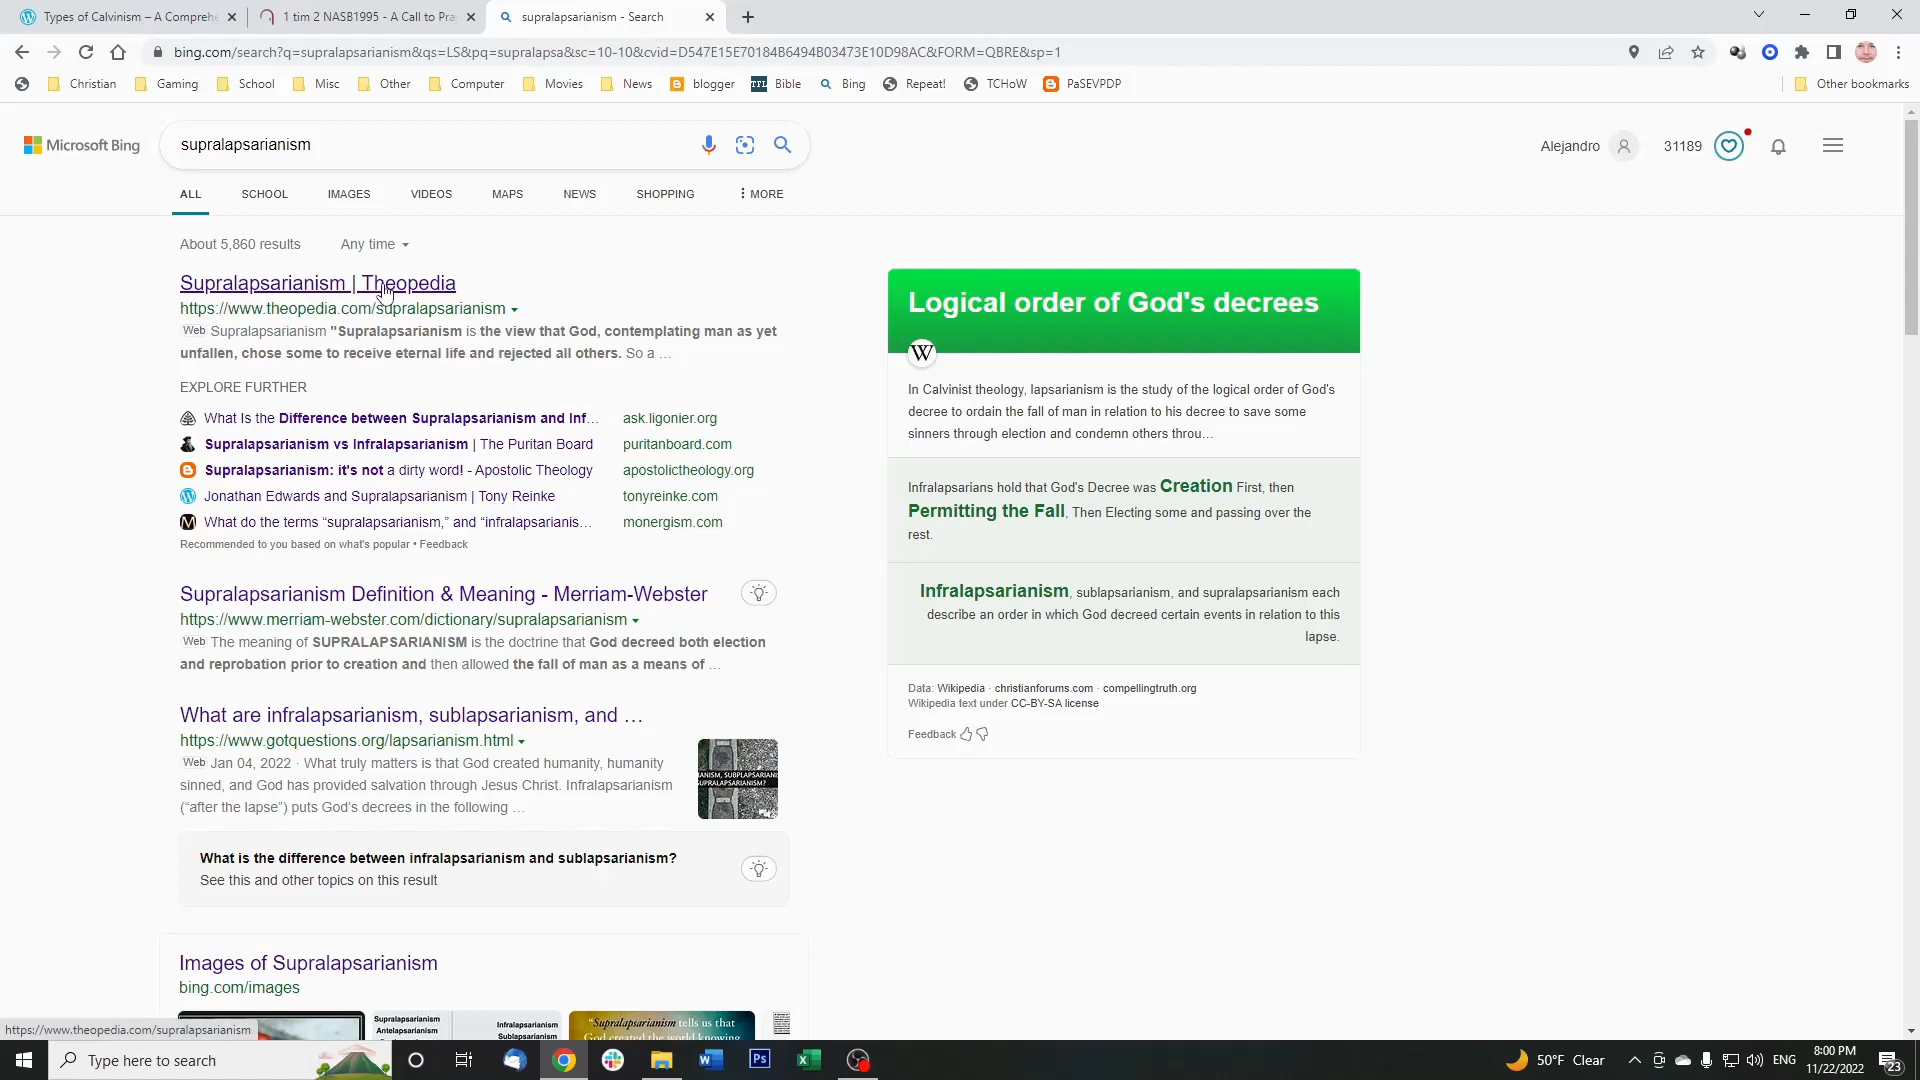 Types of Calvinism – A Comprehe
1 tim 2 NASB1995 - A Call to Pra
supralapsarianism - Search
bing.com/search?q=supralapsarianism&qs=LS&pq=supralapsa&sc=10-10&cvid=D547E15E70184B6494B03473E10D98AC&FORM=QBRE&sp=1
Christian Gaming School Misc Other Computer Movies News blogger TFL Bible Bing Repeat! TCHoW PaSEVPDP Other bookmarks
Microsoft Bing
supralapsarianism
Alejandro 31189
ALL SCHOOL IMAGES VIDEOS MAPS NEWS SHOPPING MORE
About 5,860 results Any time
Supralapsarianism | Theopedia
https://www.theopedia.com/supralapsarianism
Web Supralapsarianism "Supralapsarianism is the view that God, contemplating man as yet
unfallen, chose some to receive eternal life and rejected all others. So a …
EXPLORE FURTHER
What Is the Difference between Supralapsarianism and Inf… ask.ligonier.org
Supralapsarianism vs Infralapsarianism | The Puritan Board puritanboard.com
Supralapsarianism: it's not a dirty word! - Apostolic Theology apostolictheology.org
Jonathan Edwards and Supralapsarianism | Tony Reinke tonyreinke.com
What do the terms “supralapsarianism,” and “infralapsarianis… monergism.com
Recommended to you based on what's popular • Feedback
Supralapsarianism Definition & Meaning - Merriam-Webster
https://www.merriam-webster.com/dictionary/supralapsarianism
Web The meaning of SUPRALAPSARIANISM is the doctrine that God decreed both election
and reprobation prior to creation and then allowed the fall of man as a means of …
What are infralapsarianism, sublapsarianism, and …
https://www.gotquestions.org/lapsarianism.html
Web Jan 04, 2022 · What truly matters is that God created humanity, humanity
sinned, and God has provided salvation through Jesus Christ. Infralapsarianism
(“after the lapse”) puts God’s decrees in the following …
IANISM, SUBPLAPSARIANI
SUPRALAPSARIANISM?
What is the difference between infralapsarianism and sublapsarianism?
See this and other topics on this result
Images of Supralapsarianism
bing.com/images
Supralapsarianism
Antelapsarianism
Infralapsarianism
Sublapsarianism
"Supralapsarianism tells us that
God created the world knowing
Logical order of God's decrees
W
In Calvinist theology, lapsarianism is the study of the logical order of God's
decree to ordain the fall of man in relation to his decree to save some
sinners through election and condemn others throu…
Infralapsarians hold that God's Decree was Creation First, then
Permitting the Fall, Then Electing some and passing over the
rest.
Infralapsarianism, sublapsarianism, and supralapsarianism each
describe an order in which God decreed certain events in relation to this
lapse.
Data: Wikipedia · christianforums.com · compellingtruth.org
Wikipedia text under CC-BY-SA license
Feedback
https://www.theopedia.com/supralapsarianism
Type here to search
50°F Clear
ENG
8:00 PM
11/22/2022
23